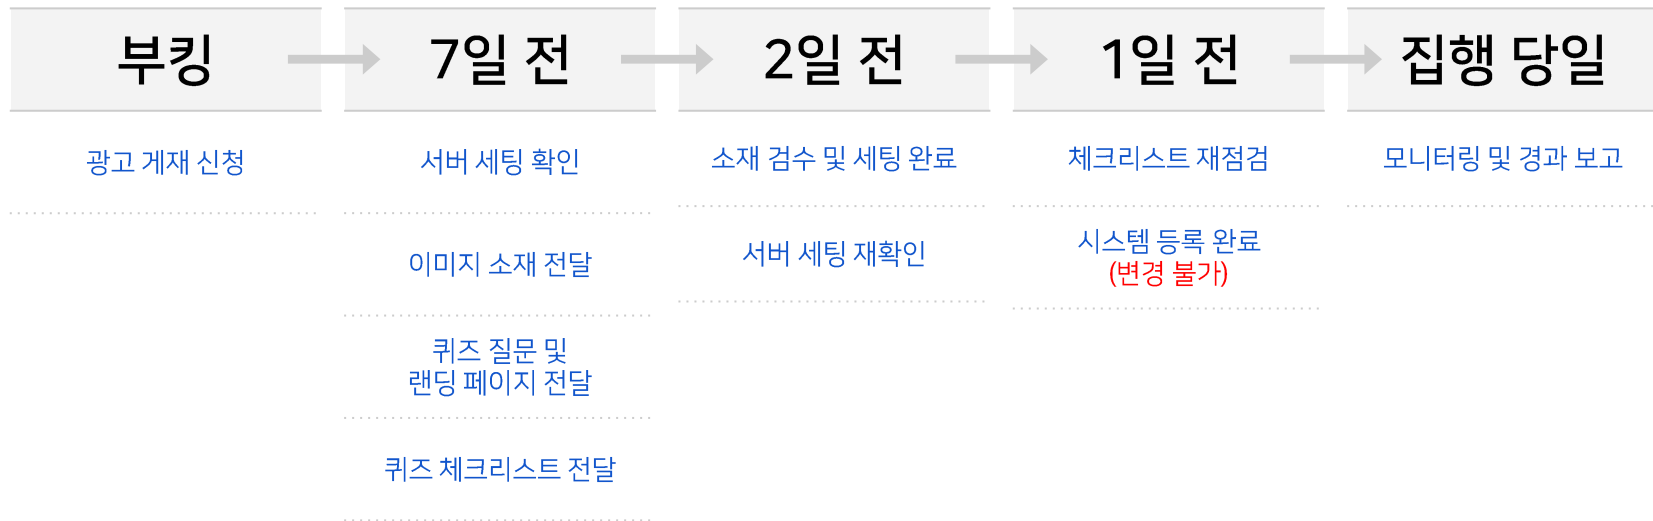 부킹
7일 전
2일 전
1일 전
집행 당일
광고 게재 신청
서버 세팅 확인
이미지 소재 전달
퀴즈 질문 및
랜딩 페이지 전달
퀴즈 체크리스트 전달
소재 검수 및 세팅 완료
서버 세팅 재확인
체크리스트 재점검
시스템 등록 완료
(변경 불가)
모니터링 및 경과 보고